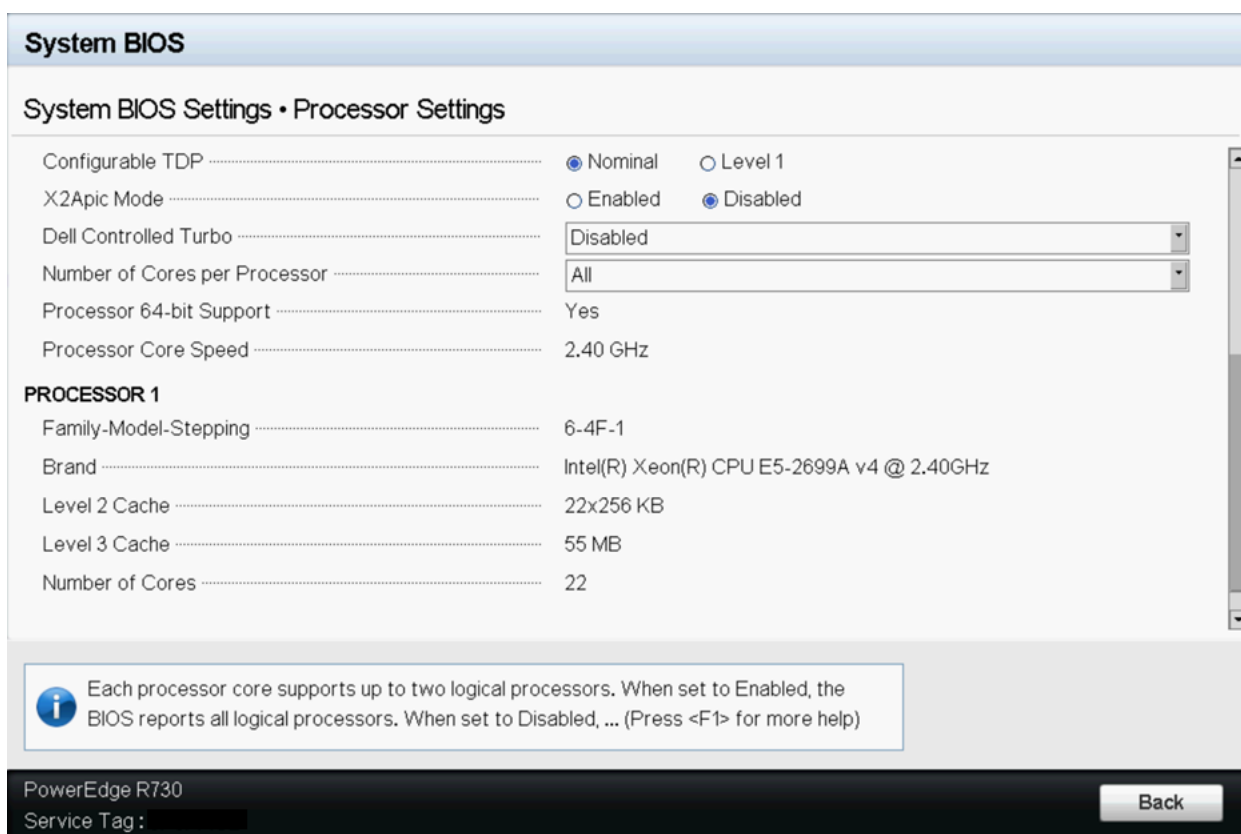 System BIOS
System BIOS Settings • Processor Settings
Configurable TDP Nominal Level 1
X2Apic Mode Enabled Disabled
Dell Controlled Turbo Disabled
Number of Cores per Processor All
Processor 64-bit Support Yes
Processor Core Speed 2.40 GHz
PROCESSOR 1
Family-Model-Stepping 6-4F-1
Brand Intel(R) Xeon(R) CPU E5-2699A v4 @ 2.40GHz
Level 2 Cache 22x256 KB
Level 3 Cache 55 MB
Number of Cores 22
Each processor core supports up to two logical processors. When set to Enabled, the
BIOS reports all logical processors. When set to Disabled, ... (Press <F1> for more help)
PowerEdge R730
Service Tag :
Back